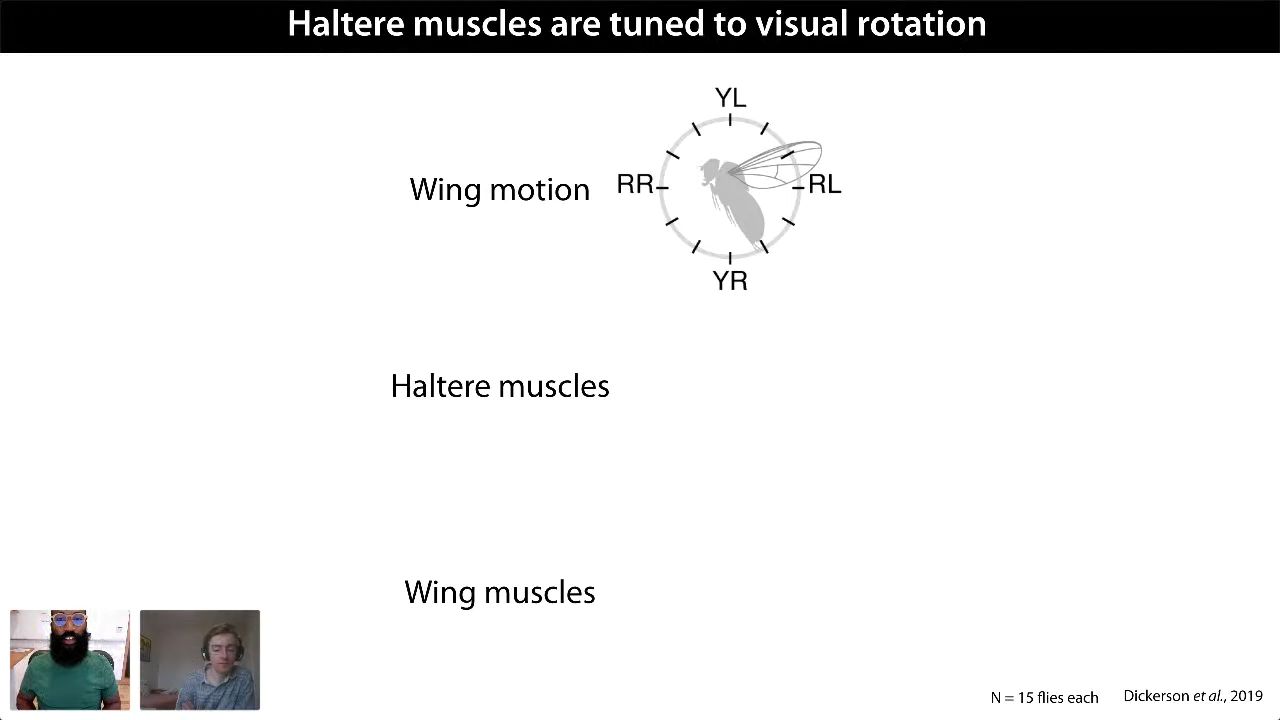 Haltere muscles are tuned to visual rotation
YL
Wing motion
RR
RL
YR
Haltere muscles
Wing muscles
N = 15 flies each
Dickerson et al., 2019